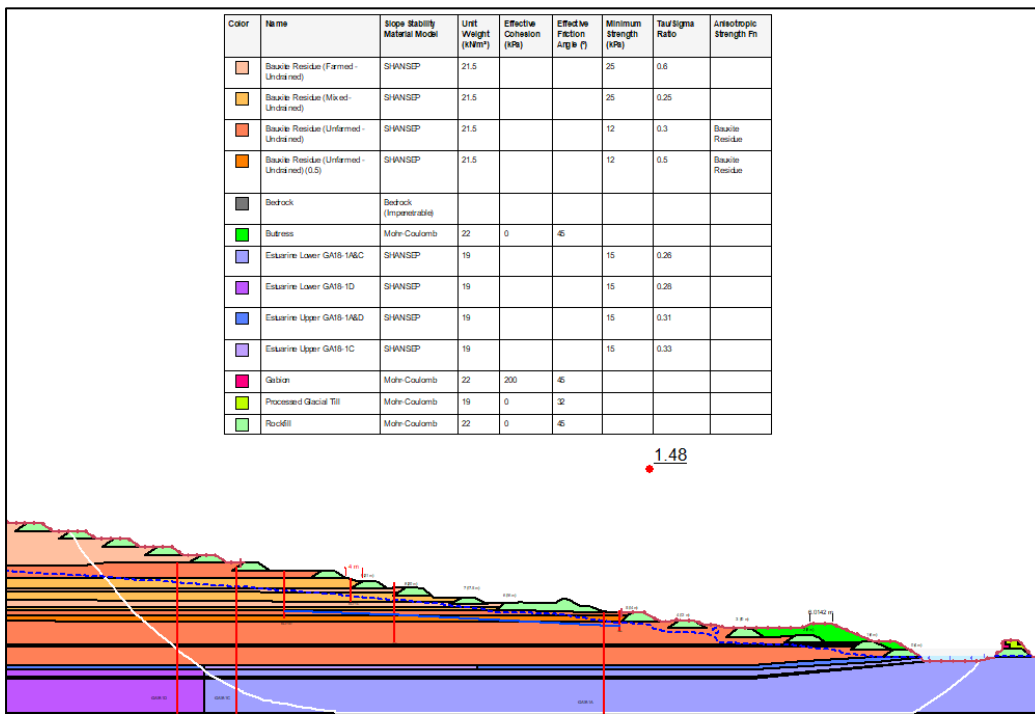 Color Name Slope Stability Material Model Unit Weight (kN/m³) Effective Cohesion (kPa) Effective Friction Angle (°) Minimum Strength (kPa) Tau/Sigma Ratio Anisotropic Strength Fn
Bauxite Residue (Farmed - Undrained) SHANSEP 21.5 25 0.6
Bauxite Residue (Mixed - Undrained) SHANSEP 21.5 25 0.25
Bauxite Residue (Unfarmed - Undrained) SHANSEP 21.5 12 0.3 Bauxite Residue
Bauxite Residue (Unfarmed - Undrained) (0.5) SHANSEP 21.5 12 0.5 Bauxite Residue
Bedrock Bedrock (Impenetrable)
Buttress Mohr-Coulomb 22 0 45
Estuarine Lower GA18-1A&C SHANSEP 19 15 0.26
Estuarine Lower GA18-1D SHANSEP 19 15 0.28
Estuarine Upper GA18-1A&D SHANSEP 19 15 0.31
Estuarine Upper GA18-1C SHANSEP 19 15 0.33
Gabion Mohr-Coulomb 22 200 45
Processed Glacial Till Mohr-Coulomb 19 0 32
Rockfill Mohr-Coulomb 22 0 45
1.48